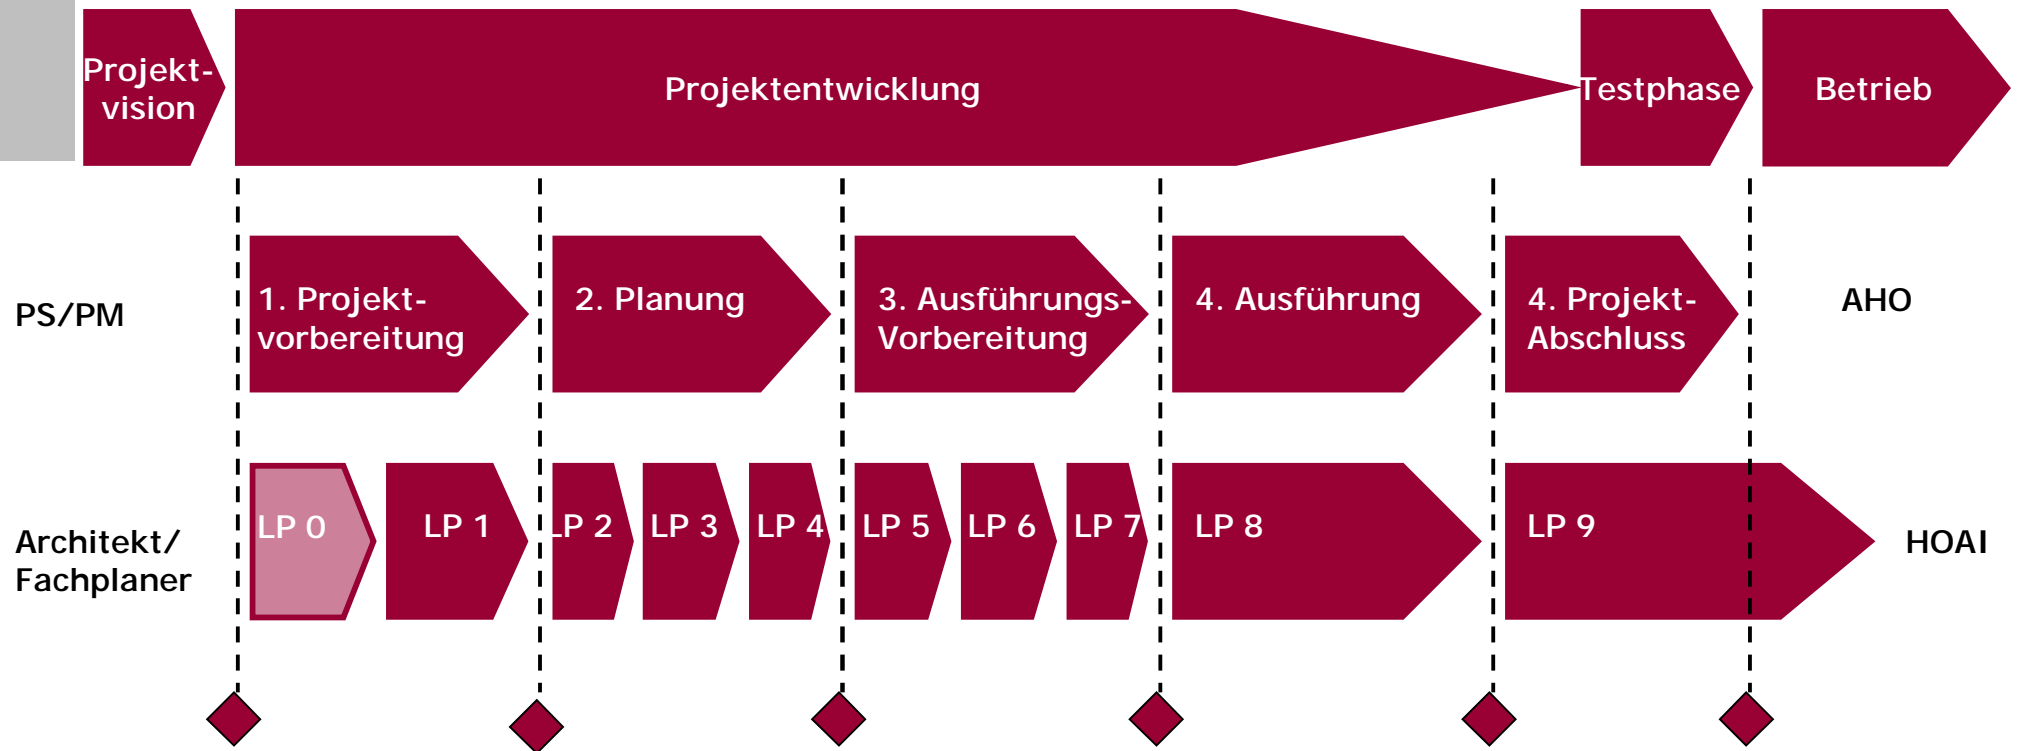 Projekt-
vision
Projektentwicklung
Testphase
Betrieb
PS/PM
1. Projekt-
vorbereitung
2. Planung
3. Ausführungs-
Vorbereitung
4. Ausführung
4. Projekt-
Abschluss
AHO
Architekt/
Fachplaner
LP 0
LP 1
LP 2
LP 3
LP 4
LP 5
LP 6
LP 7
LP 8
LP 9
HOAI